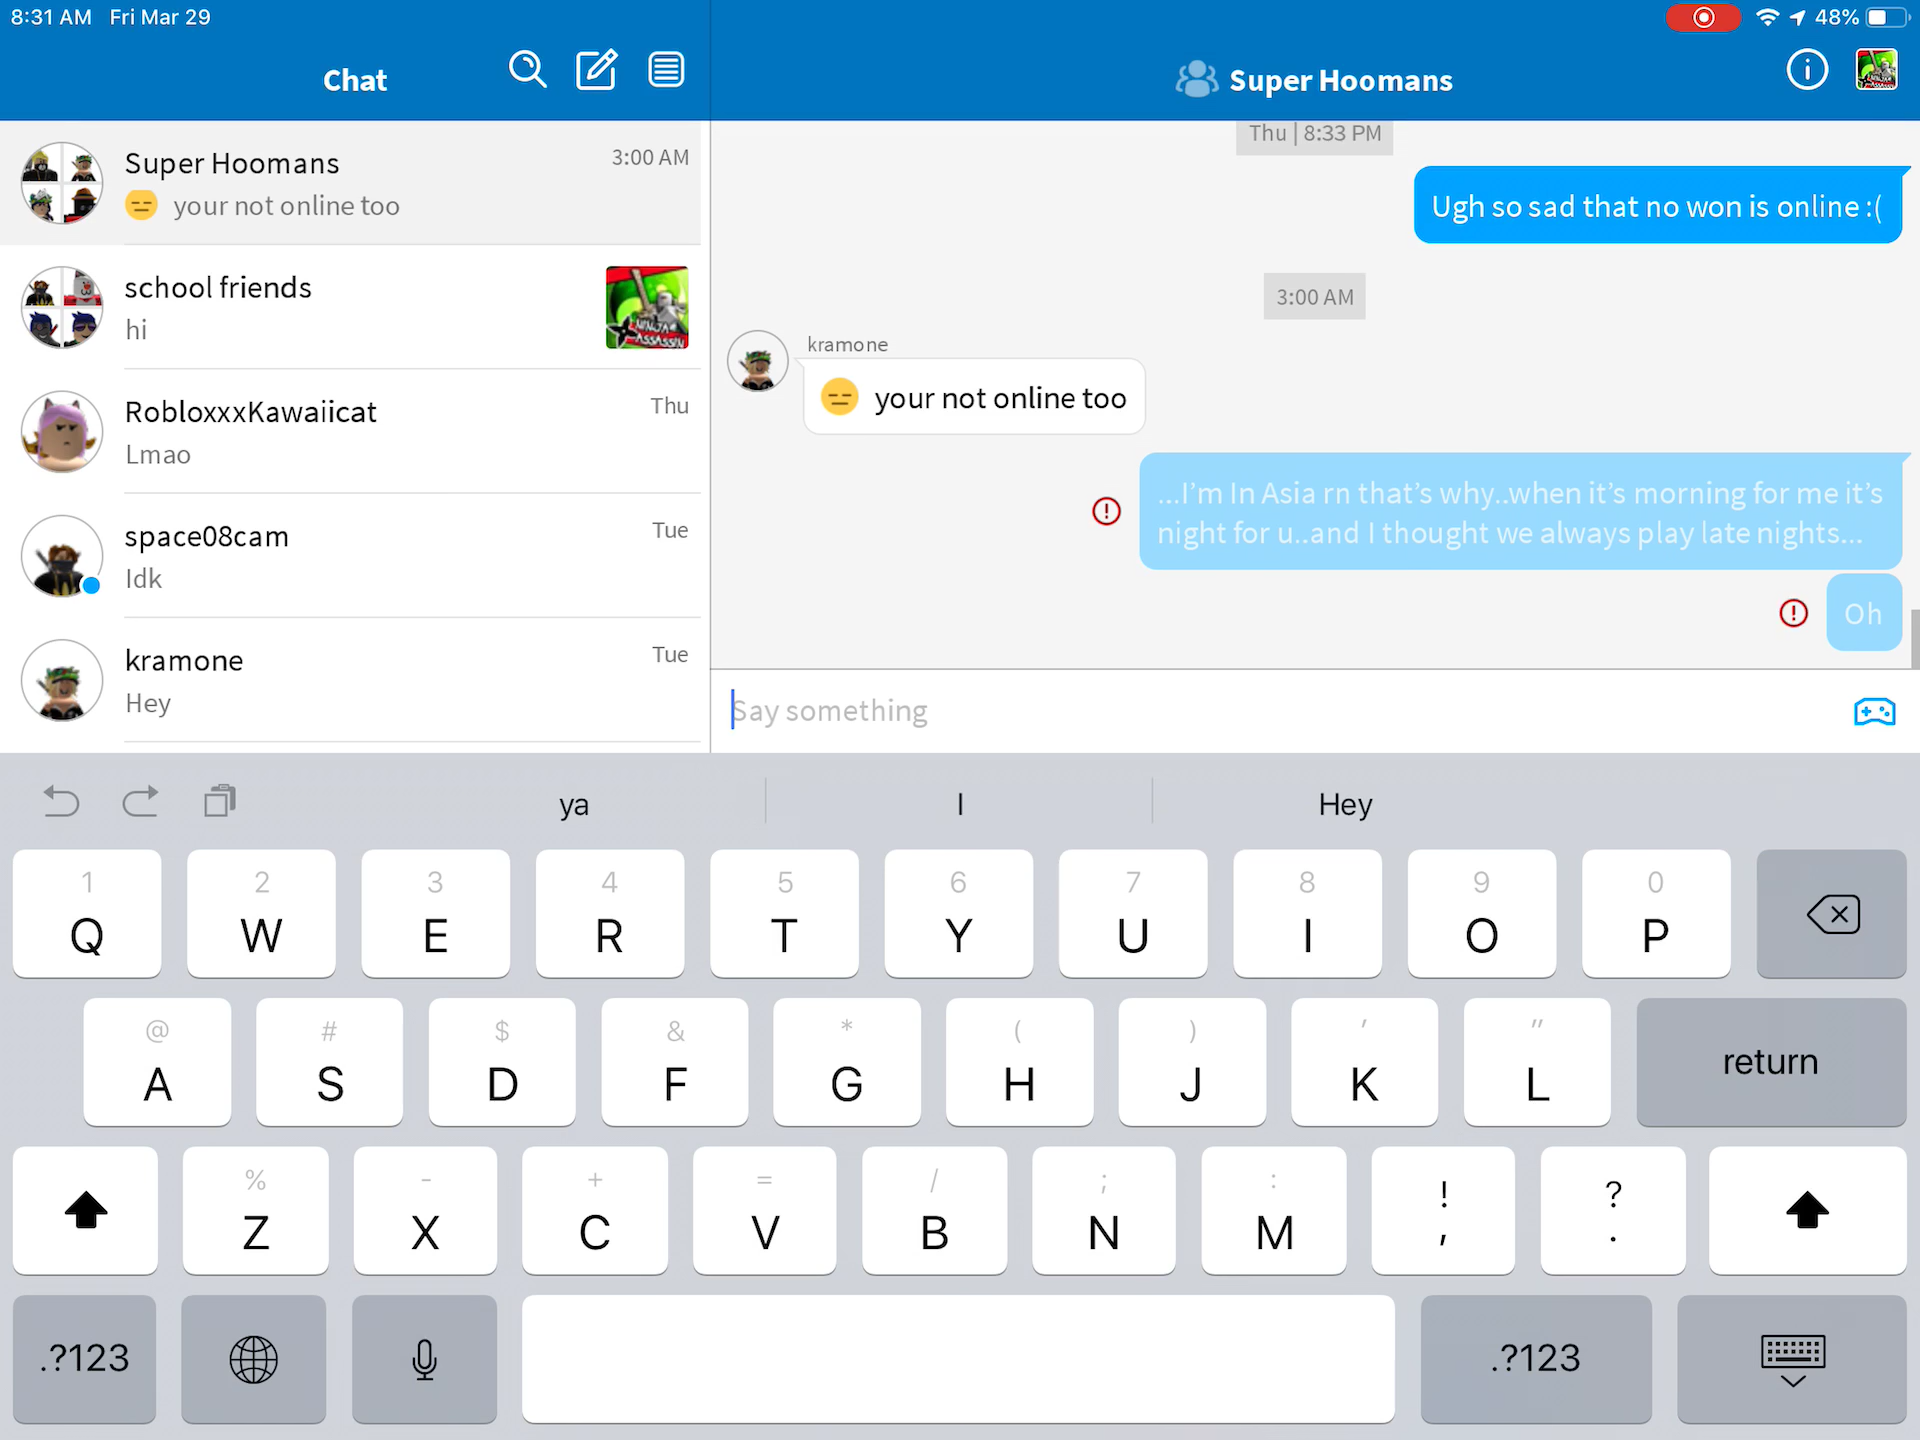 8:31 AM Fri Mar 29
48%
Chat
Super Hoomans
Super Hoomans
3:00 AM
😑 your not online too
school friends
hi
NINJA ASSASSIN
RobloxxxKawaiicat
Thu
Lmao
space08cam
Tue
Idk
kramone
Tue
Hey
Thu | 8:33 PM
Ugh so sad that no won is online :(
3:00 AM
kramone
😑 your not online too
...I’m In Asia rn that’s why..when it’s morning for me it’s
night for u..and I thought we always play late nights...
Oh
Say something
ya I Hey
1 2 3 4 5 6 7 8 9 0
Q W E R T Y U I O P
@ # $ & * ( ) ' "
A S D F G H J K L return
% - + = / ; : ! ?
Z X C V B N M , .
.?123 .?123